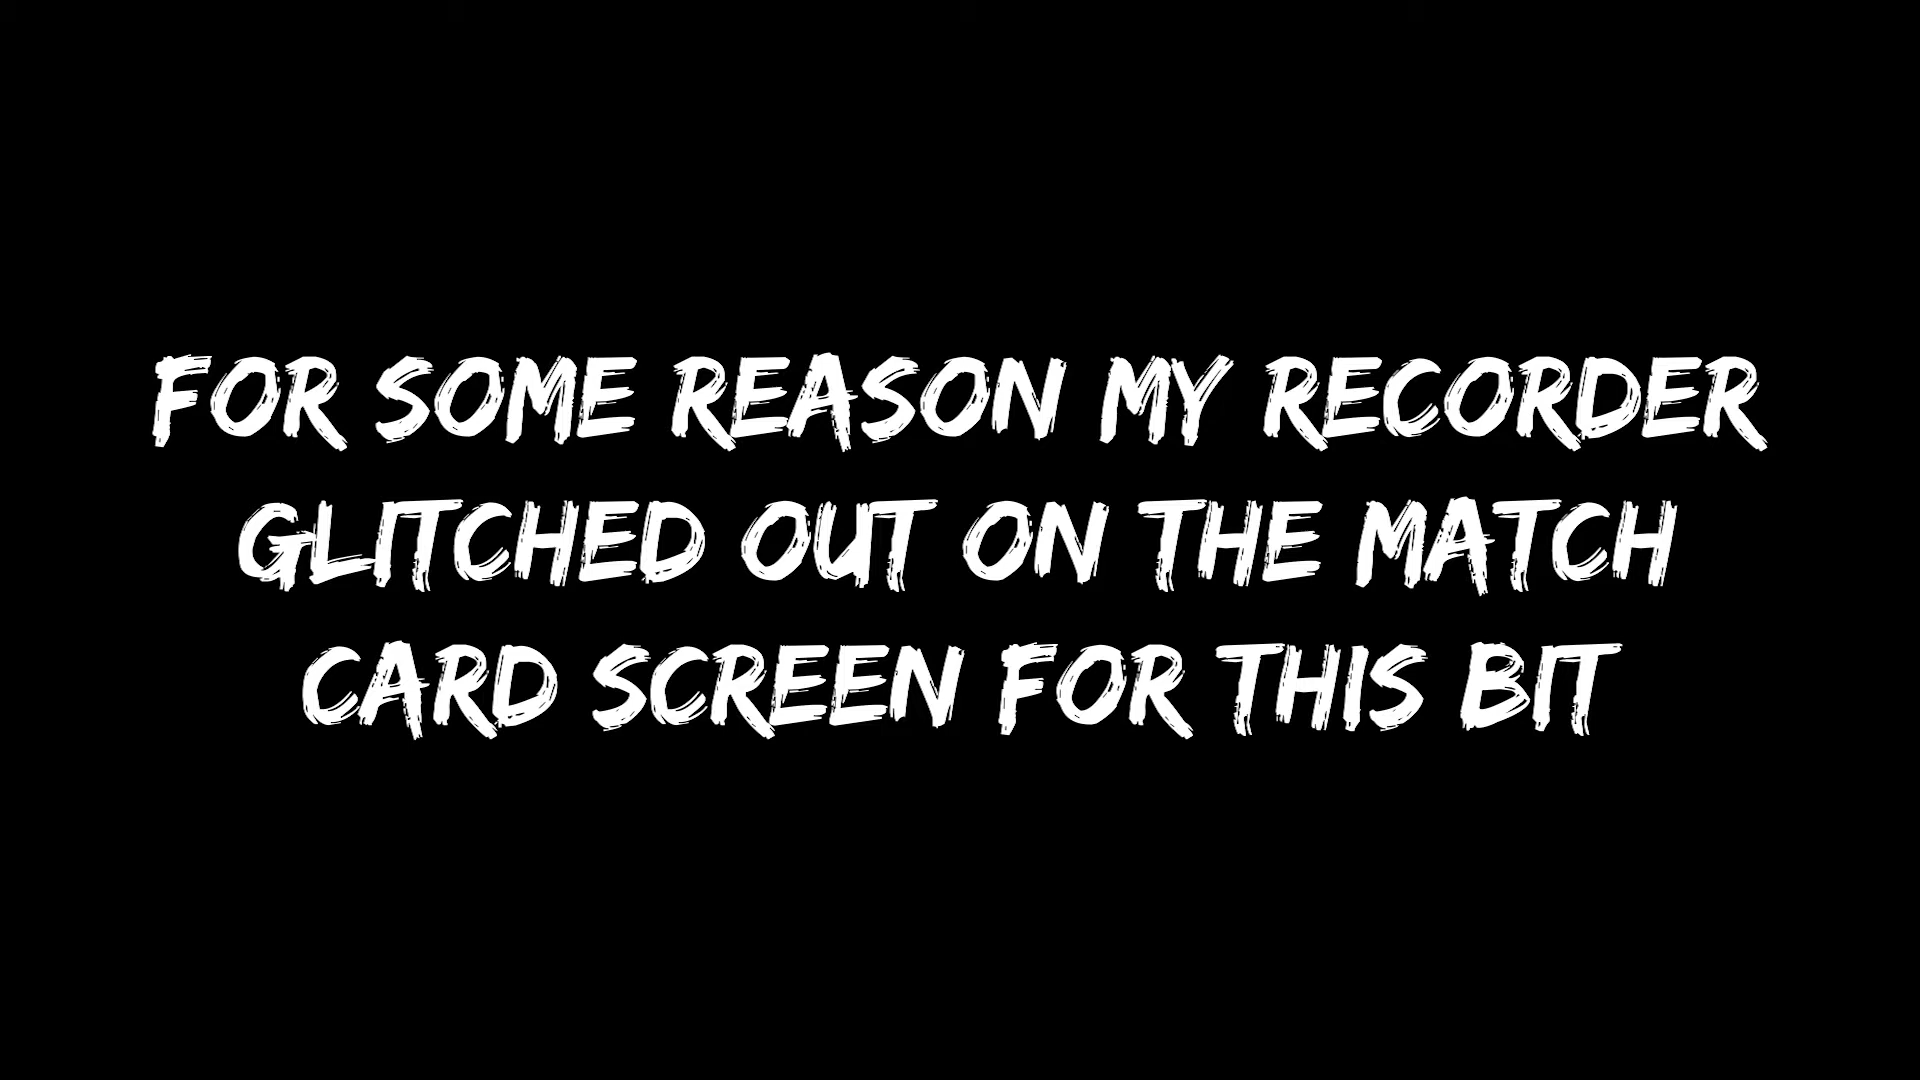 FOR SOME REASON MY RECORDER
GLITCHED OUT ON THE MATCH
CARD SCREEN FOR THIS BIT